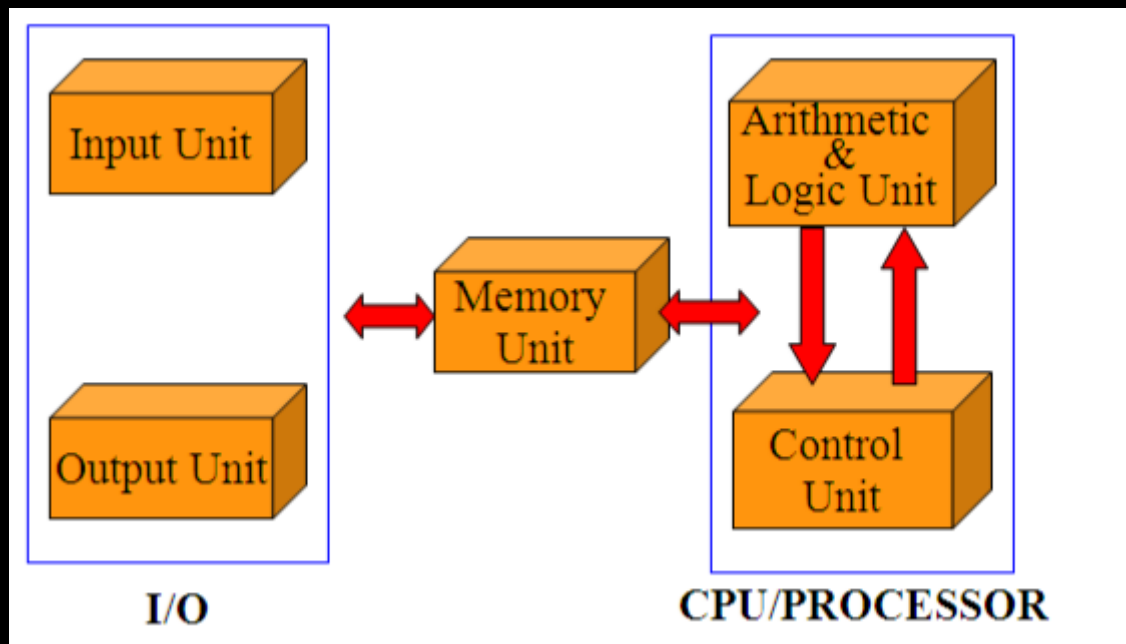 Input Unit
Output Unit
I/O
Memory
Unit
Arithmetic
&
Logic Unit
Control
Unit
CPU/PROCESSOR